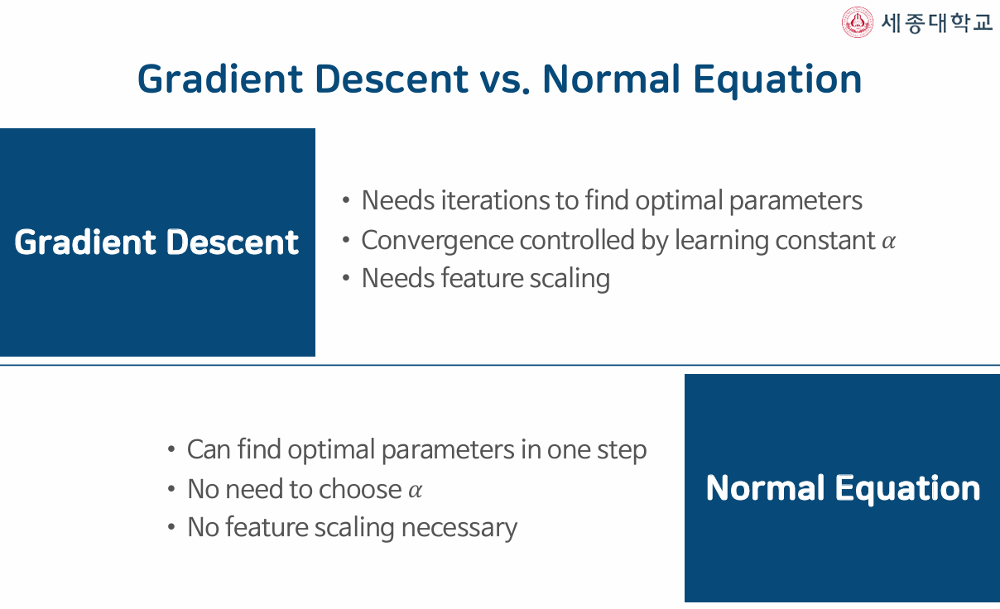 세종대학교
Gradient Descent vs. Normal Equation
Gradient Descent
• Needs iterations to find optimal parameters
• Convergence controlled by learning constant α
• Needs feature scaling
• Can find optimal parameters in one step
• No need to choose α
• No feature scaling necessary
Normal Equation